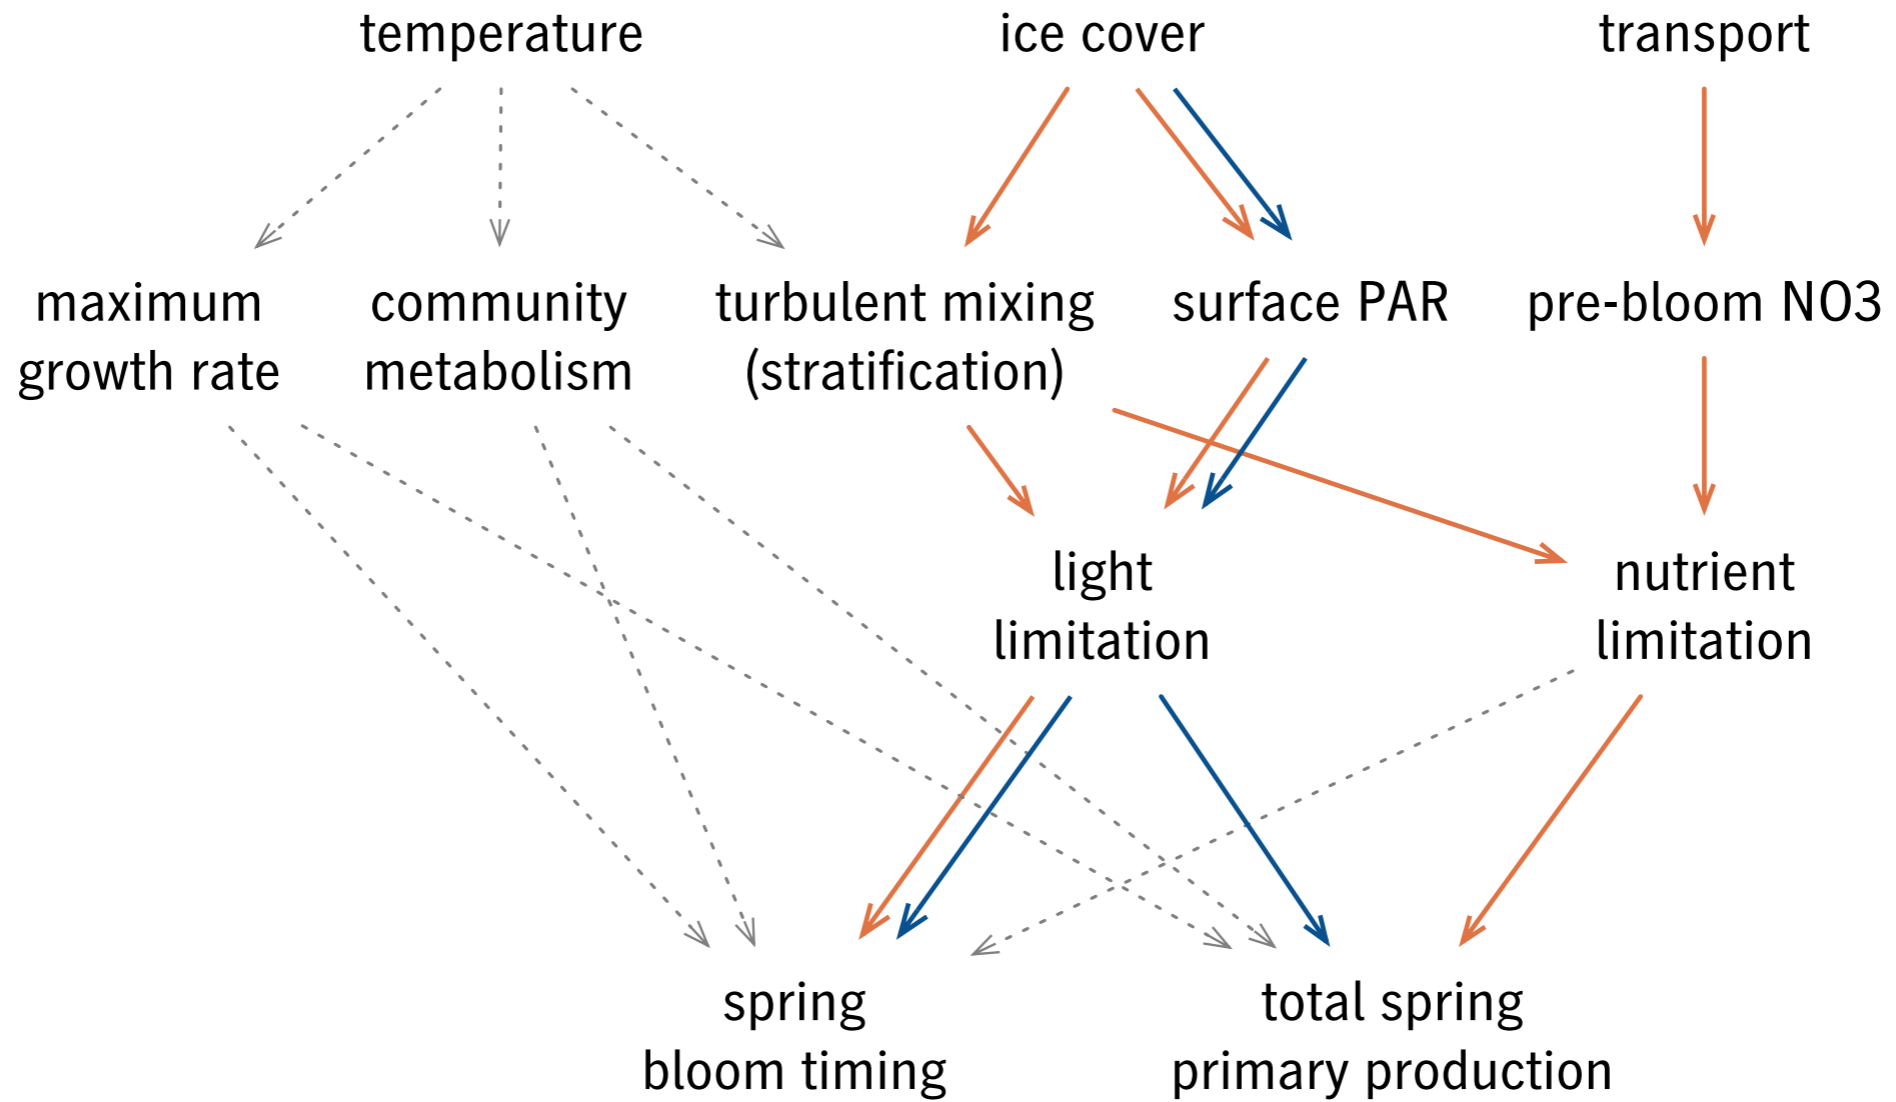 temperature
ice cover
transport
maximum
growth rate
community
metabolism
turbulent mixing
(stratification)
surface PAR
pre-bloom NO3
light
limitation
nutrient
limitation
spring
bloom timing
total spring
primary production